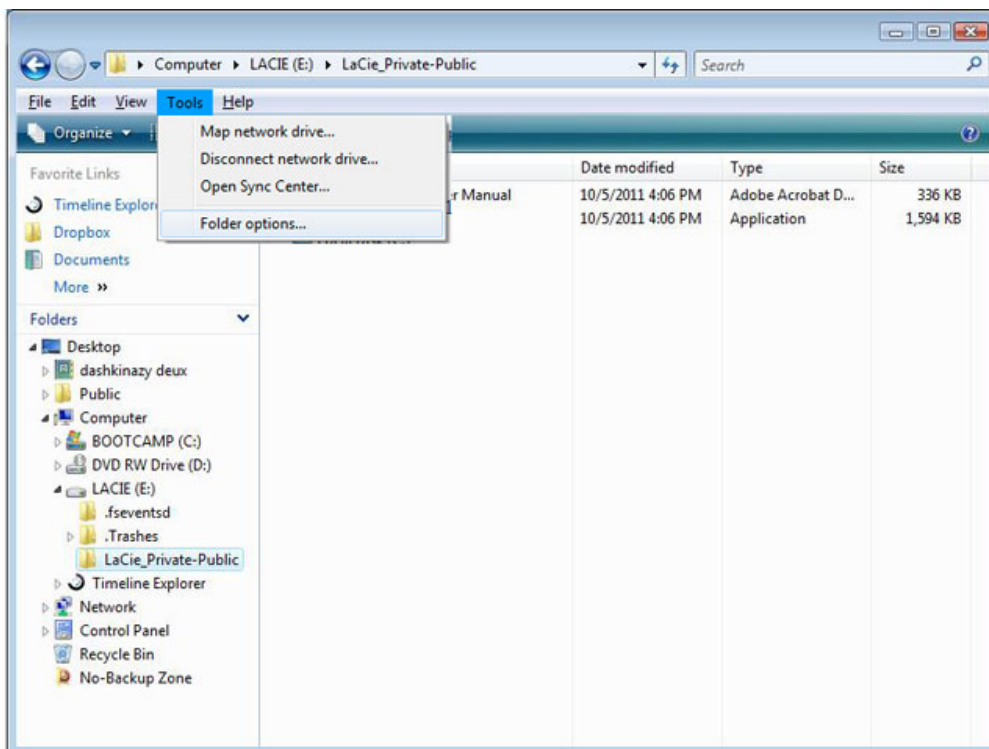 Computer ▸ LACIE (E:) ▸ LaCie_Private-Public
Search
File Edit View Tools Help
Organize
Map network drive...
Disconnect network drive...
Open Sync Center...
Folder options...
Date modified Type Size
r Manual 10/5/2011 4:06 PM Adobe Acrobat D... 336 KB
10/5/2011 4:06 PM Application 1,594 KB
Favorite Links
Timeline Explor
Dropbox
Documents
More »
Folders
Desktop
dashkinazy deux
Public
Computer
BOOTCAMP (C:)
DVD RW Drive (D:)
LACIE (E:)
.fseventsd
.Trashes
LaCie_Private-Public
Timeline Explorer
Network
Control Panel
Recycle Bin
No-Backup Zone